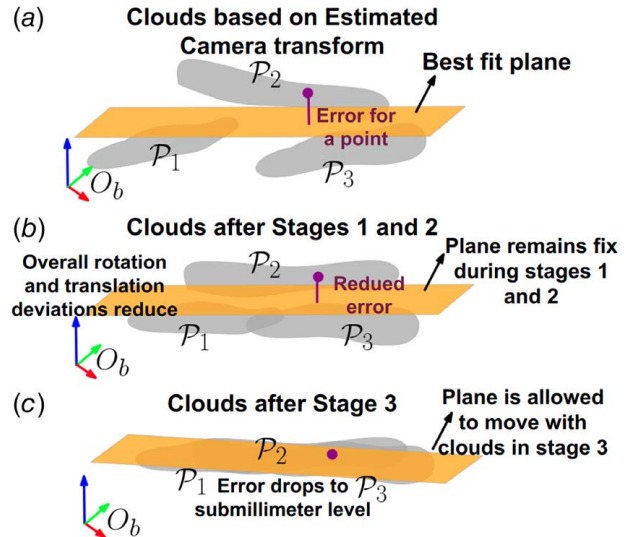 (a)
Clouds based on Estimated
Camera transform
P2
Best fit plane
Error for
a point
P1
P3
Ob
(b)
Clouds after Stages 1 and 2
Overall rotation
and translation
deviations reduce
P2
Redued
error
Plane remains fix
during stages 1
and 2
P1
P3
Ob
(c)
Clouds after Stage 3
Plane is allowed
to move with
clouds in stage 3
P2
P1
P3
Error drops to
submillimeter level
Ob